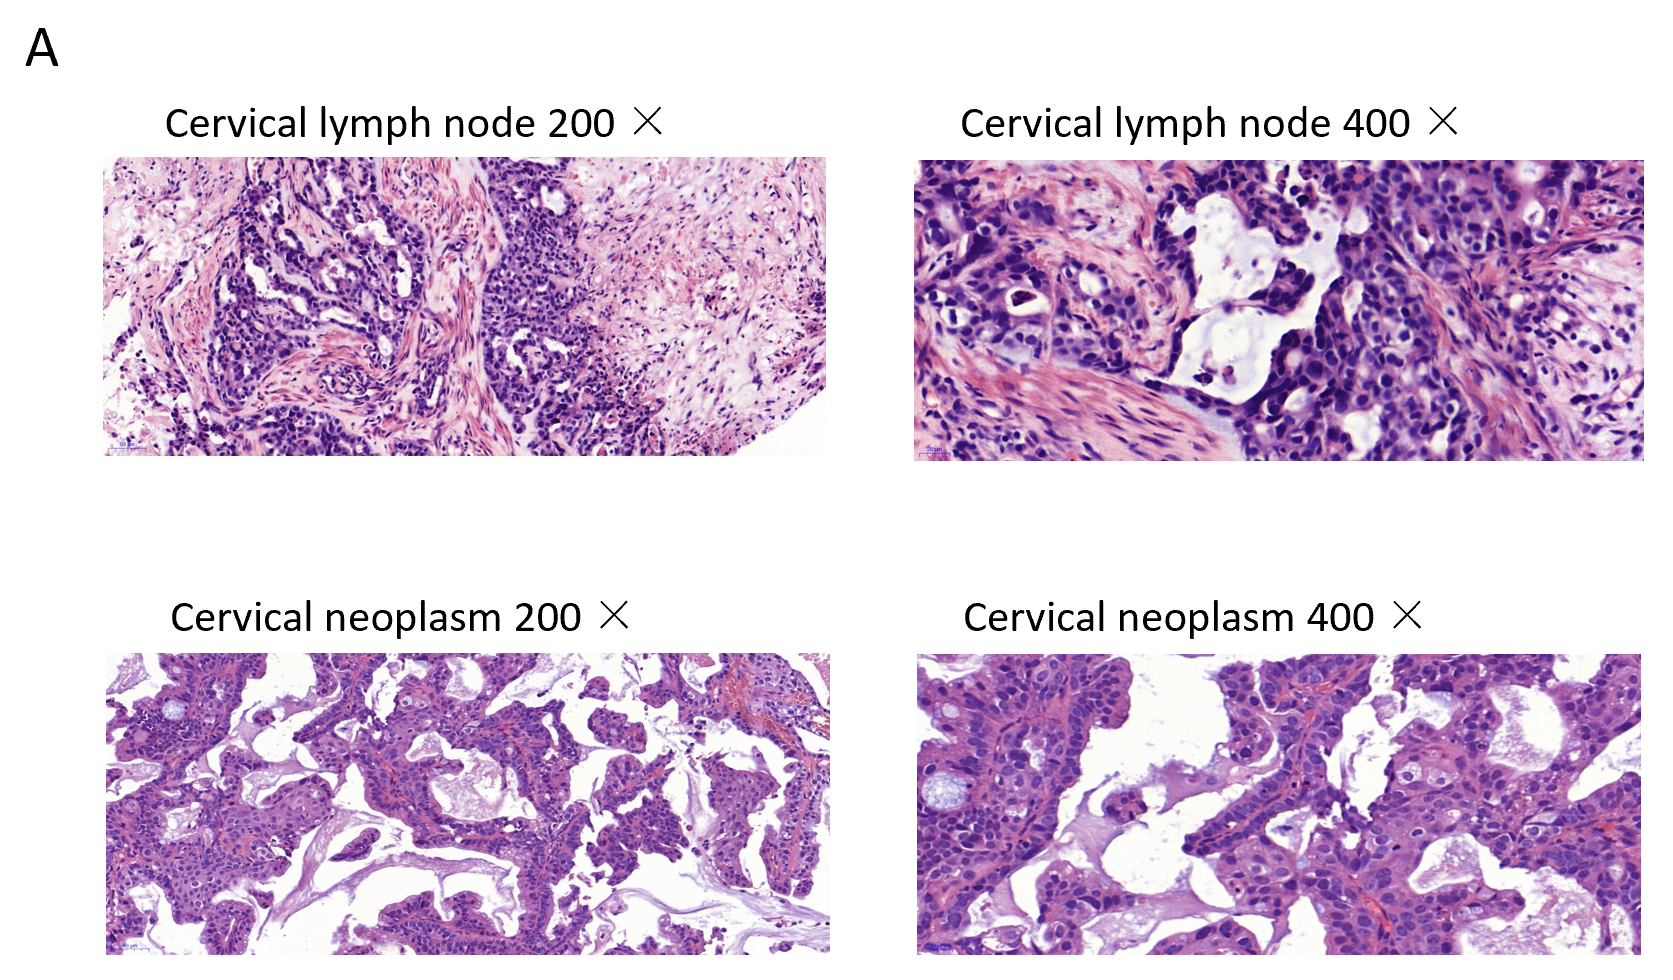 A
Cervical lymph node 200 ×
Cervical lymph node 400 ×
Cervical neoplasm 200 ×
Cervical neoplasm 400 ×